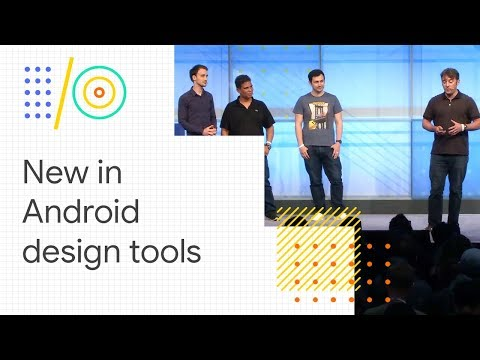 I/O
New in
Android
design tools